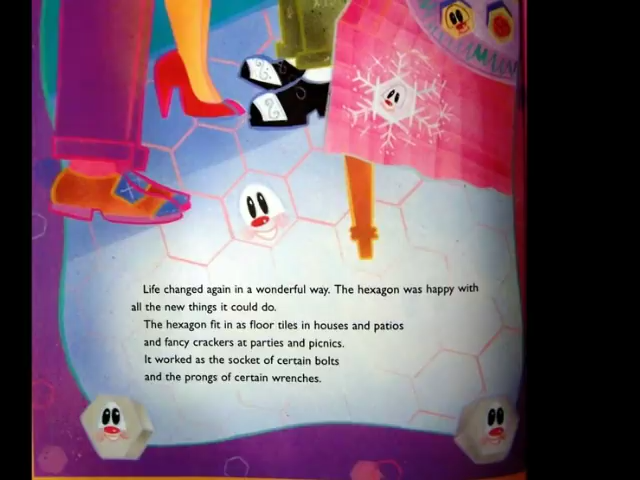 Life changed again in a wonderful way. The hexagon was happy with
all the new things it could do.
The hexagon fit in as floor tiles in houses and patios
and fancy crackers at parties and picnics.
It worked as the socket of certain bolts
and the prongs of certain wrenches.